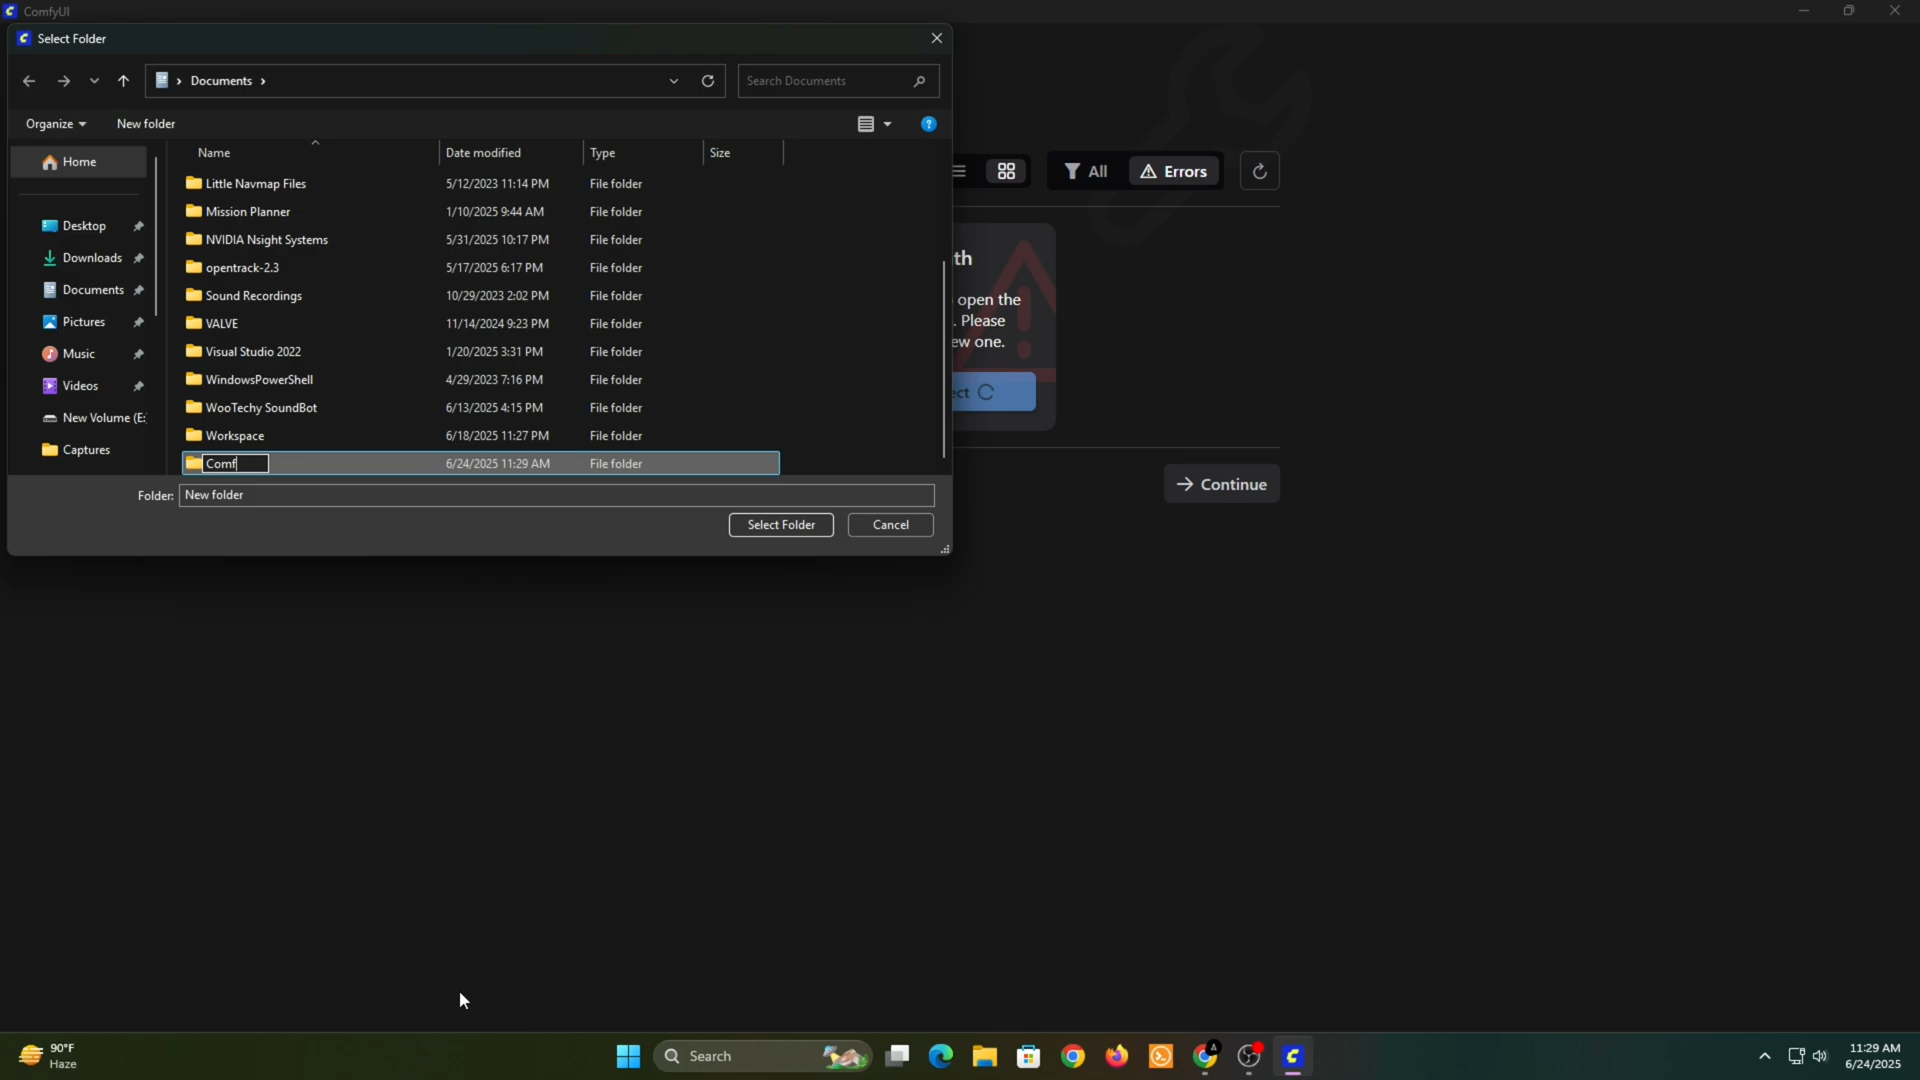 ComfyUI
Select Folder
Documents
Search Documents
Organize
New folder
Name
Date modified
Type
Size
Home
Desktop
Downloads
Documents
Pictures
Music
Videos
New Volume (E:
Captures
Little Navmap Files 5/12/2023 11:14 PM File folder
Mission Planner 1/10/2025 9:44 AM File folder
NVIDIA Nsight Systems 5/31/2025 10:17 PM File folder
opentrack-2.3 5/17/2025 6:17 PM File folder
Sound Recordings 10/29/2023 2:02 PM File folder
VALVE 11/14/2024 9:23 PM File folder
Visual Studio 2022 1/20/2025 3:31 PM File folder
WindowsPowerShell 4/29/2023 7:16 PM File folder
WooTechy SoundBot 6/13/2025 4:15 PM File folder
Workspace 6/18/2025 11:27 PM File folder
Comf 6/24/2025 11:29 AM File folder
Folder: New folder
Select Folder
Cancel
All
Errors
th
open the
. Please
ew one.
ect
Continue
90°F
Haze
Search
A
11:29 AM
6/24/2025